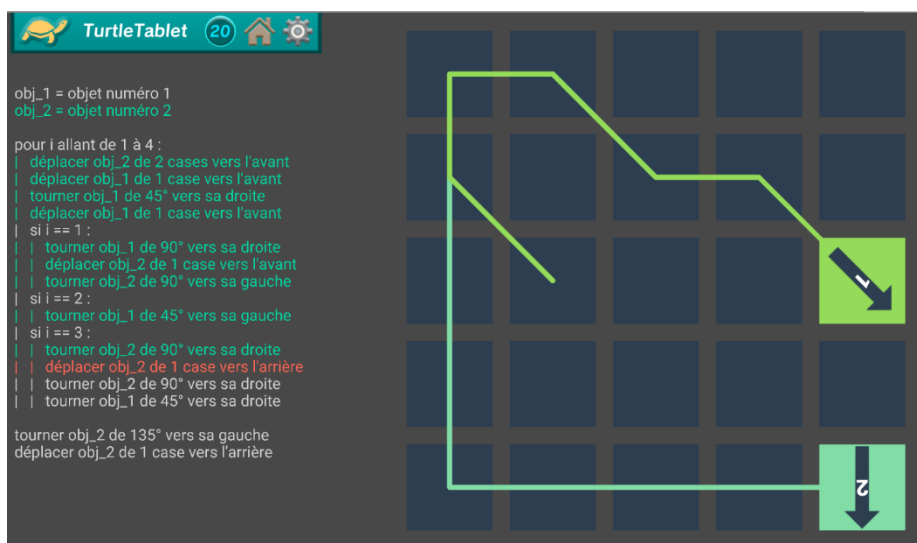 TurtleTablet 20
obj_1 = objet numéro 1
obj_2 = objet numéro 2
pour i allant de 1 à 4 :
| déplacer obj_2 de 2 cases vers l'avant
| déplacer obj_1 de 1 case vers l'avant
| tourner obj_1 de 45° vers sa droite
| déplacer obj_1 de 1 case vers l'avant
| si i == 1 :
| | tourner obj_1 de 90° vers sa droite
| | déplacer obj_2 de 1 case vers l'avant
| | tourner obj_2 de 90° vers sa gauche
| si i == 2 :
| | tourner obj_1 de 45° vers sa gauche
| si i == 3 :
| | tourner obj_2 de 90° vers sa droite
| | déplacer obj_2 de 1 case vers l'arrière
| | tourner obj_2 de 90° vers sa droite
| | tourner obj_1 de 45° vers sa droite
tourner obj_2 de 135° vers sa gauche
déplacer obj_2 de 1 case vers l'arrière
1
2